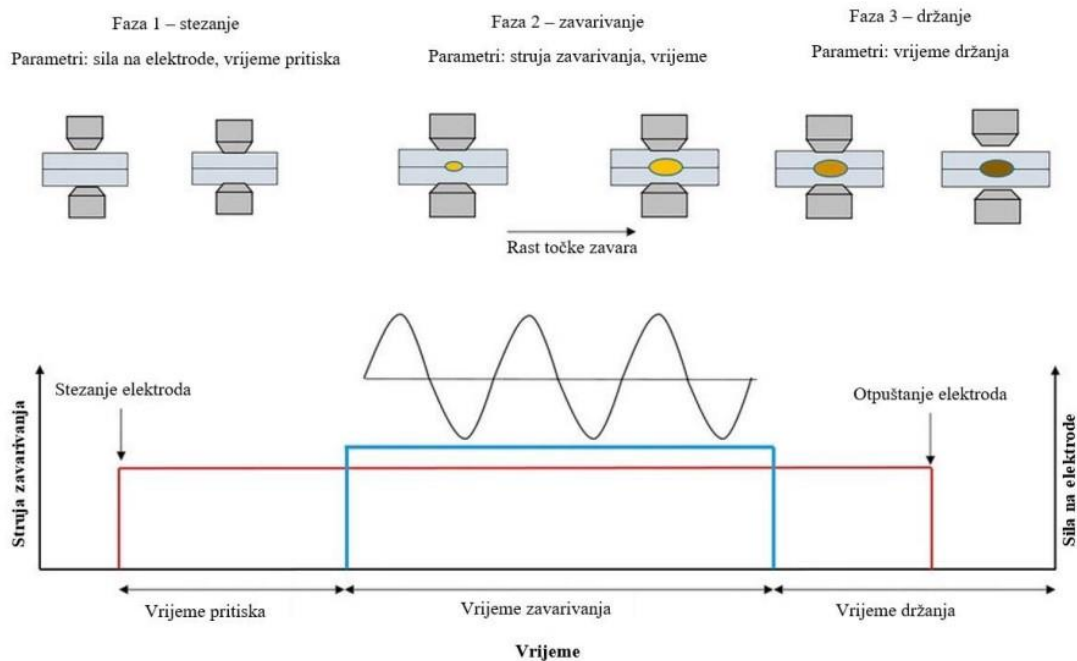 Faza 1 – stezanje
Parametri: sila na elektrode, vrijeme pritiska
Faza 2 – zavarivanje
Parametri: struja zavarivanja, vrijeme
Faza 3 – držanje
Parametri: vrijeme držanja
Rast točke zavara
Struja zavarivanja
Stezanje elektroda
Otpuštanje elektroda
Sila na elektrode
Vrijeme pritiska
Vrijeme zavarivanja
Vrijeme držanja
Vrijeme